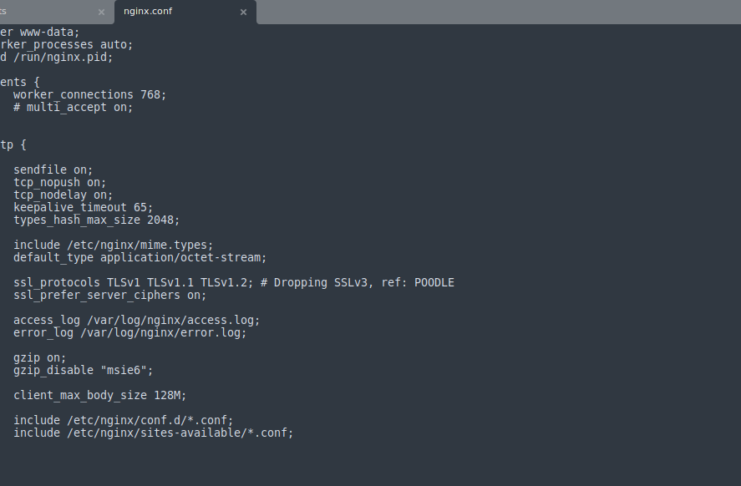 ts × nginx.conf ×
er www-data;
rker_processes auto;
d /run/nginx.pid;
ents {
worker_connections 768;
# multi_accept on;
tp {
sendfile on;
tcp_nopush on;
tcp_nodelay on;
keepalive_timeout 65;
types_hash_max_size 2048;
include /etc/nginx/mime.types;
default_type application/octet-stream;
ssl_protocols TLSv1 TLSv1.1 TLSv1.2; # Dropping SSLv3, ref: POODLE
ssl_prefer_server_ciphers on;
access_log /var/log/nginx/access.log;
error_log /var/log/nginx/error.log;
gzip on;
gzip_disable "msie6";
client_max_body_size 128M;
include /etc/nginx/conf.d/*.conf;
include /etc/nginx/sites-available/*.conf;